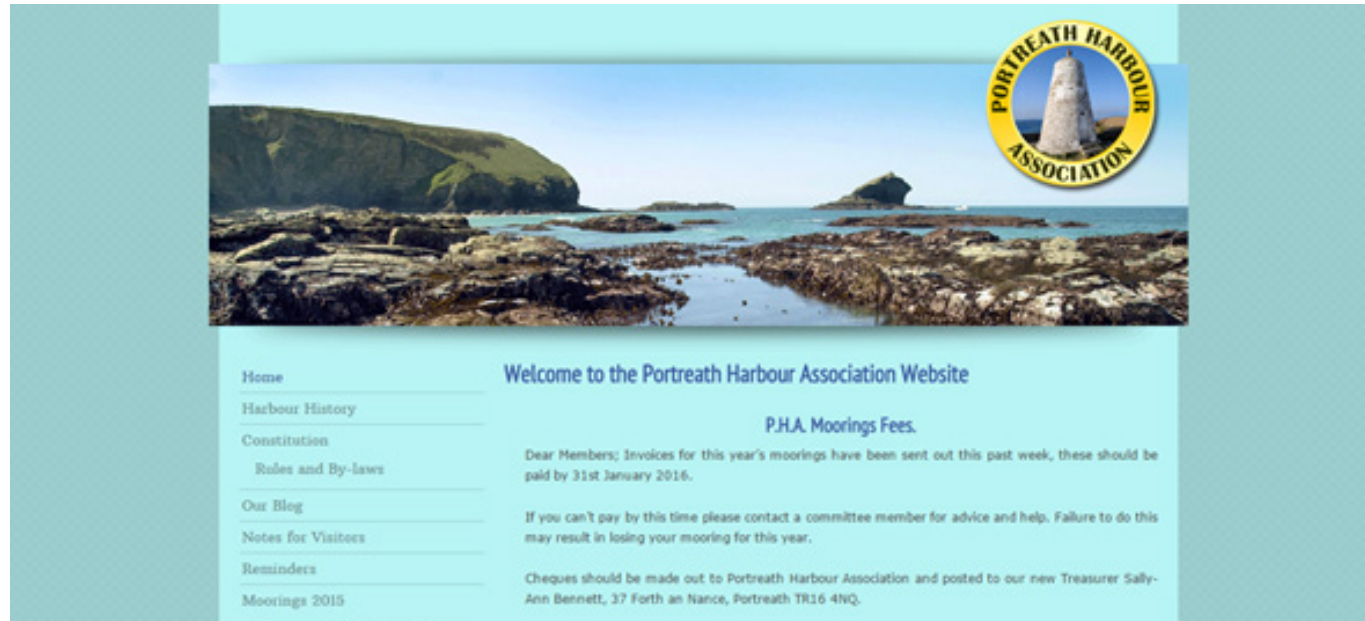 PORTREATH HARBOUR
ASSOCIATION
Home
Harbour History
Constitution
Rules and By-laws
Our Blog
Notes for Visitors
Reminders
Moorings 2015
Welcome to the Portreath Harbour Association Website
P.H.A. Moorings Fees.
Dear Members; Invoices for this year's moorings have been sent out this past week, these should be
paid by 31st January 2016.
If you can't pay by this time please contact a committee member for advice and help. Failure to do this
may result in losing your mooring for this year.
Cheques should be made out to Portreath Harbour Association and posted to our new Treasurer Sally-
Ann Bennett, 37 Forth an Nance, Portreath TR16 4NQ.